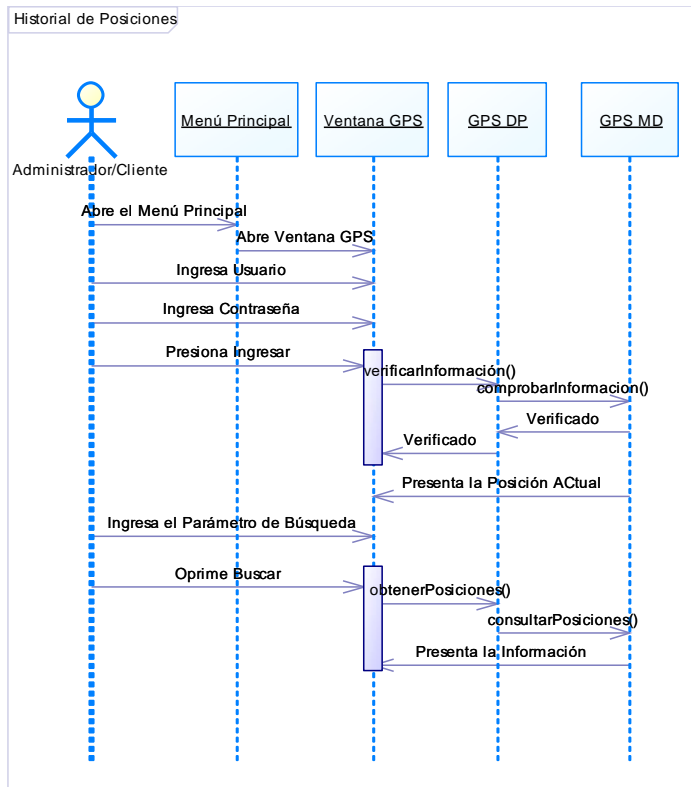 Historial de Posiciones
Menú Principal
Ventana GPS
GPS DP
GPS MD
Administrador/Cliente
Abre el Menú Principal
Abre Ventana GPS
Ingresa Usuario
Ingresa Contraseña
Presiona Ingresar
verificarInformación()
comprobarInformacion()
Verificado
Verificado
Presenta la Posición ACtual
Ingresa el Parámetro de Búsqueda
Oprime Buscar
obtenerPosiciones()
consultarPosiciones()
Presenta la Información